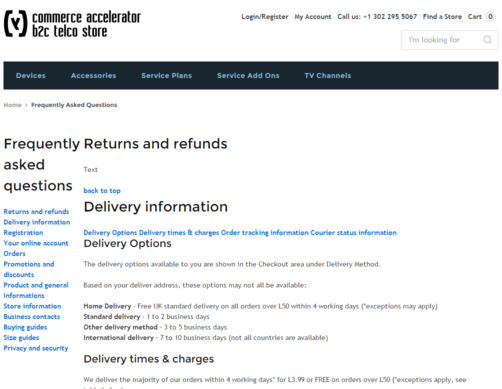 commerce accelerator
b2c telco store
Login/Register My Account Call us: +1 302 295 5067 Find a Store Cart 0
I'm looking for
Devices Accessories Service Plans Service Add Ons TV Channels
Home > Frequently Asked Questions
Frequently
asked
questions
Returns and refunds
Delivery information
Registration
Your online account
Orders
Promotions and
discounts
Product and general
informations
Store information
Business contacts
Buying guides
Size guides
Privacy and security
Returns and refunds
Text
back to top
Delivery information
Delivery Options Delivery times & charges Order tracking information Courier status information
Delivery Options
The delivery options available to you are shown in the Checkout area under Delivery Method.
Based on your deliver address, these options may not all be available:
Home Delivery - Free UK standard delivery on all orders over L50 within 4 working days (*exceptions may apply)
Standard delivery - 1 to 2 business days
Other delivery method - 3 to 5 business days
International delivery - 7 to 10 business days (not all countries are available)
Delivery times & charges
We deliver the majority of our orders within 4 working days* for L3.99 or FREE on orders over L50 (*exceptions apply, see